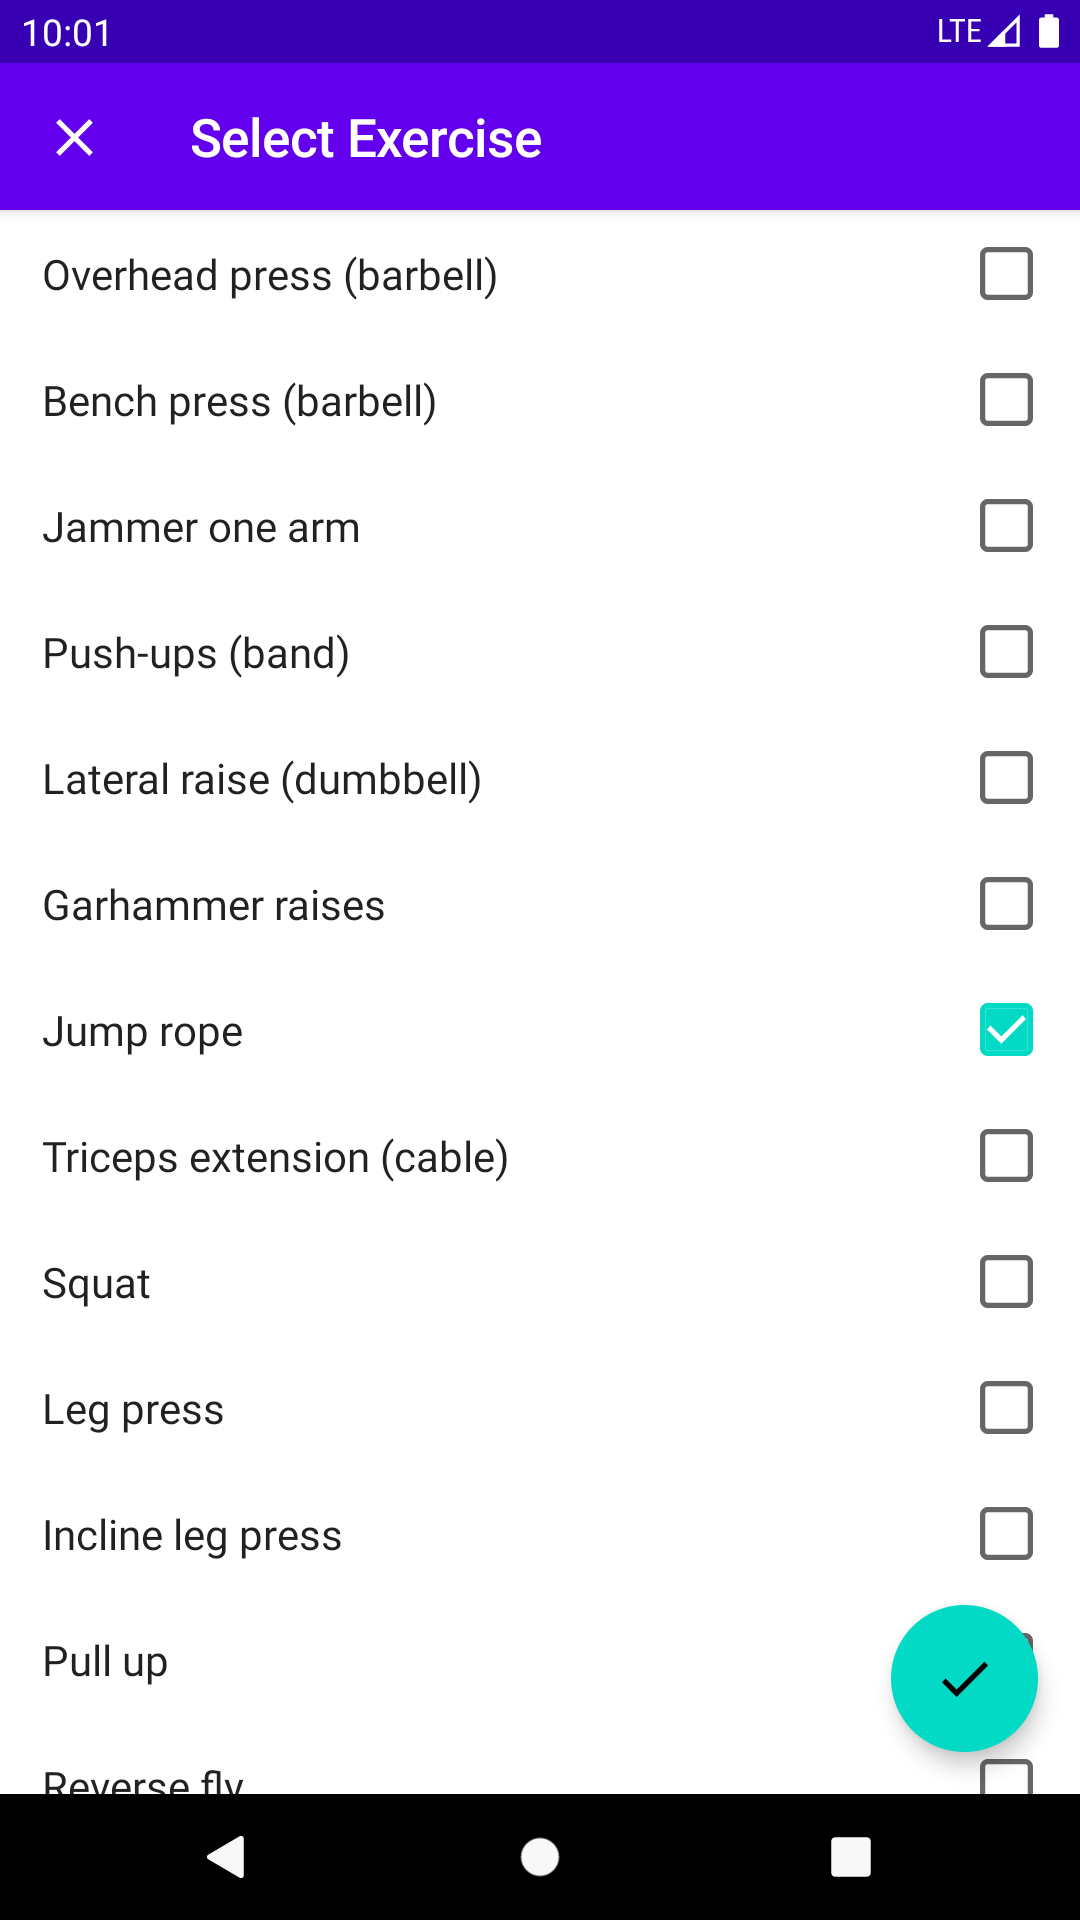 10:01
LTE
Select Exercise
Overhead press (barbell)
Bench press (barbell)
Jammer one arm
Push-ups (band)
Lateral raise (dumbbell)
Garhammer raises
Jump rope
Triceps extension (cable)
Squat
Leg press
Incline leg press
Pull up
Reverse fly